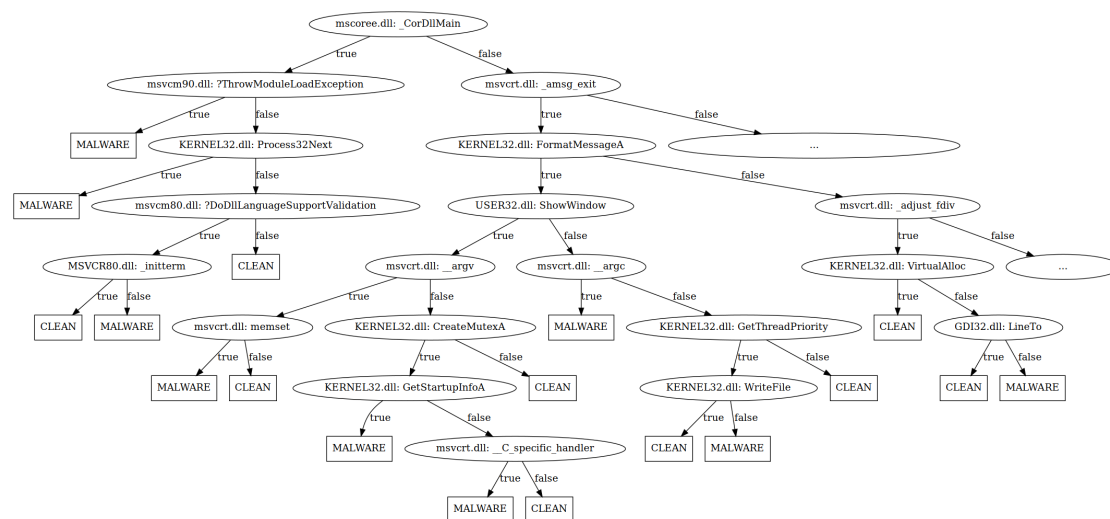 mscoree.dll: _CorDllMain
true
false
msvcm90.dll: ?ThrowModuleLoadException
msvcrt.dll: _amsg_exit
true
false
true
false
MALWARE
KERNEL32.dll: Process32Next
KERNEL32.dll: FormatMessageA
...
true
false
true
false
MALWARE
msvcm80.dll: ?DoDllLanguageSupportValidation
USER32.dll: ShowWindow
msvcrt.dll: _adjust_fdiv
true
false
true
false
true
false
MSVCR80.dll: _initterm
CLEAN
msvcrt.dll: __argv
msvcrt.dll: __argc
KERNEL32.dll: VirtualAlloc
...
true
false
true
false
true
false
true
false
CLEAN
MALWARE
msvcrt.dll: memset
KERNEL32.dll: CreateMutexA
MALWARE
KERNEL32.dll: GetThreadPriority
CLEAN
GDI32.dll: LineTo
true
false
true
false
true
false
true
false
MALWARE
CLEAN
KERNEL32.dll: GetStartupInfoA
CLEAN
KERNEL32.dll: WriteFile
CLEAN
CLEAN
MALWARE
true
false
true
false
MALWARE
msvcrt.dll: __C_specific_handler
CLEAN
MALWARE
true
false
MALWARE
CLEAN